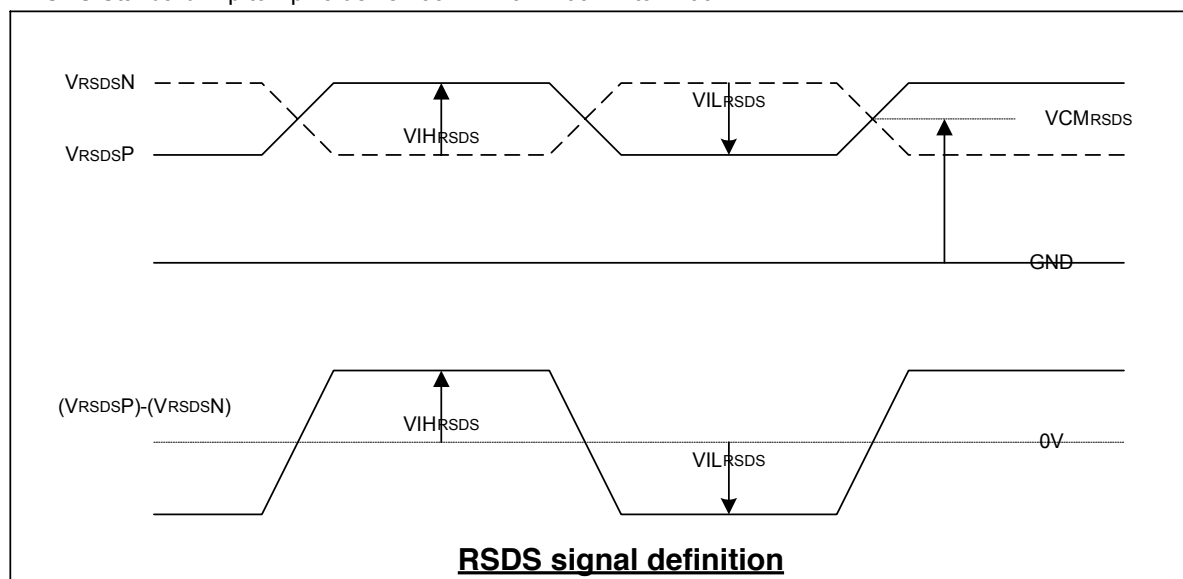 VRSDSN
VILRSDS
VCMRSDS
VIHRSDS
VRSDSP
GND
(VRSDSP)-(VRSDSN)
VIHRSDS
0V
VILRSDS
RSDS signal definition